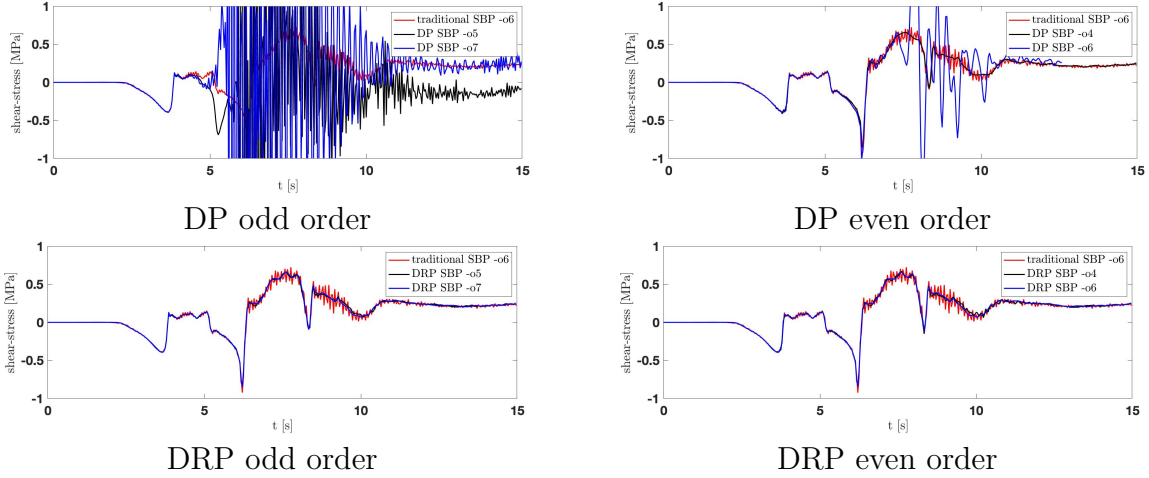 1
0.5
0
-0.5
-1
shear-stress [MPa]
traditional SBP -o6
DP SBP -o5
DP SBP -o7
0 5 10 15
t [s]
DP odd order
1
0.5
0
-0.5
-1
shear-stress [MPa]
traditional SBP -o6
DP SBP -o4
DP SBP -o6
0 5 10 15
t [s]
DP even order
1
0.5
0
-0.5
-1
shear-stress [MPa]
traditional SBP -o6
DRP SBP -o5
DRP SBP -o7
0 5 10 15
t [s]
DRP odd order
1
0.5
0
-0.5
-1
shear-stress [MPa]
traditional SBP -o6
DRP SBP -o4
DRP SBP -o6
0 5 10 15
t [s]
DRP even order